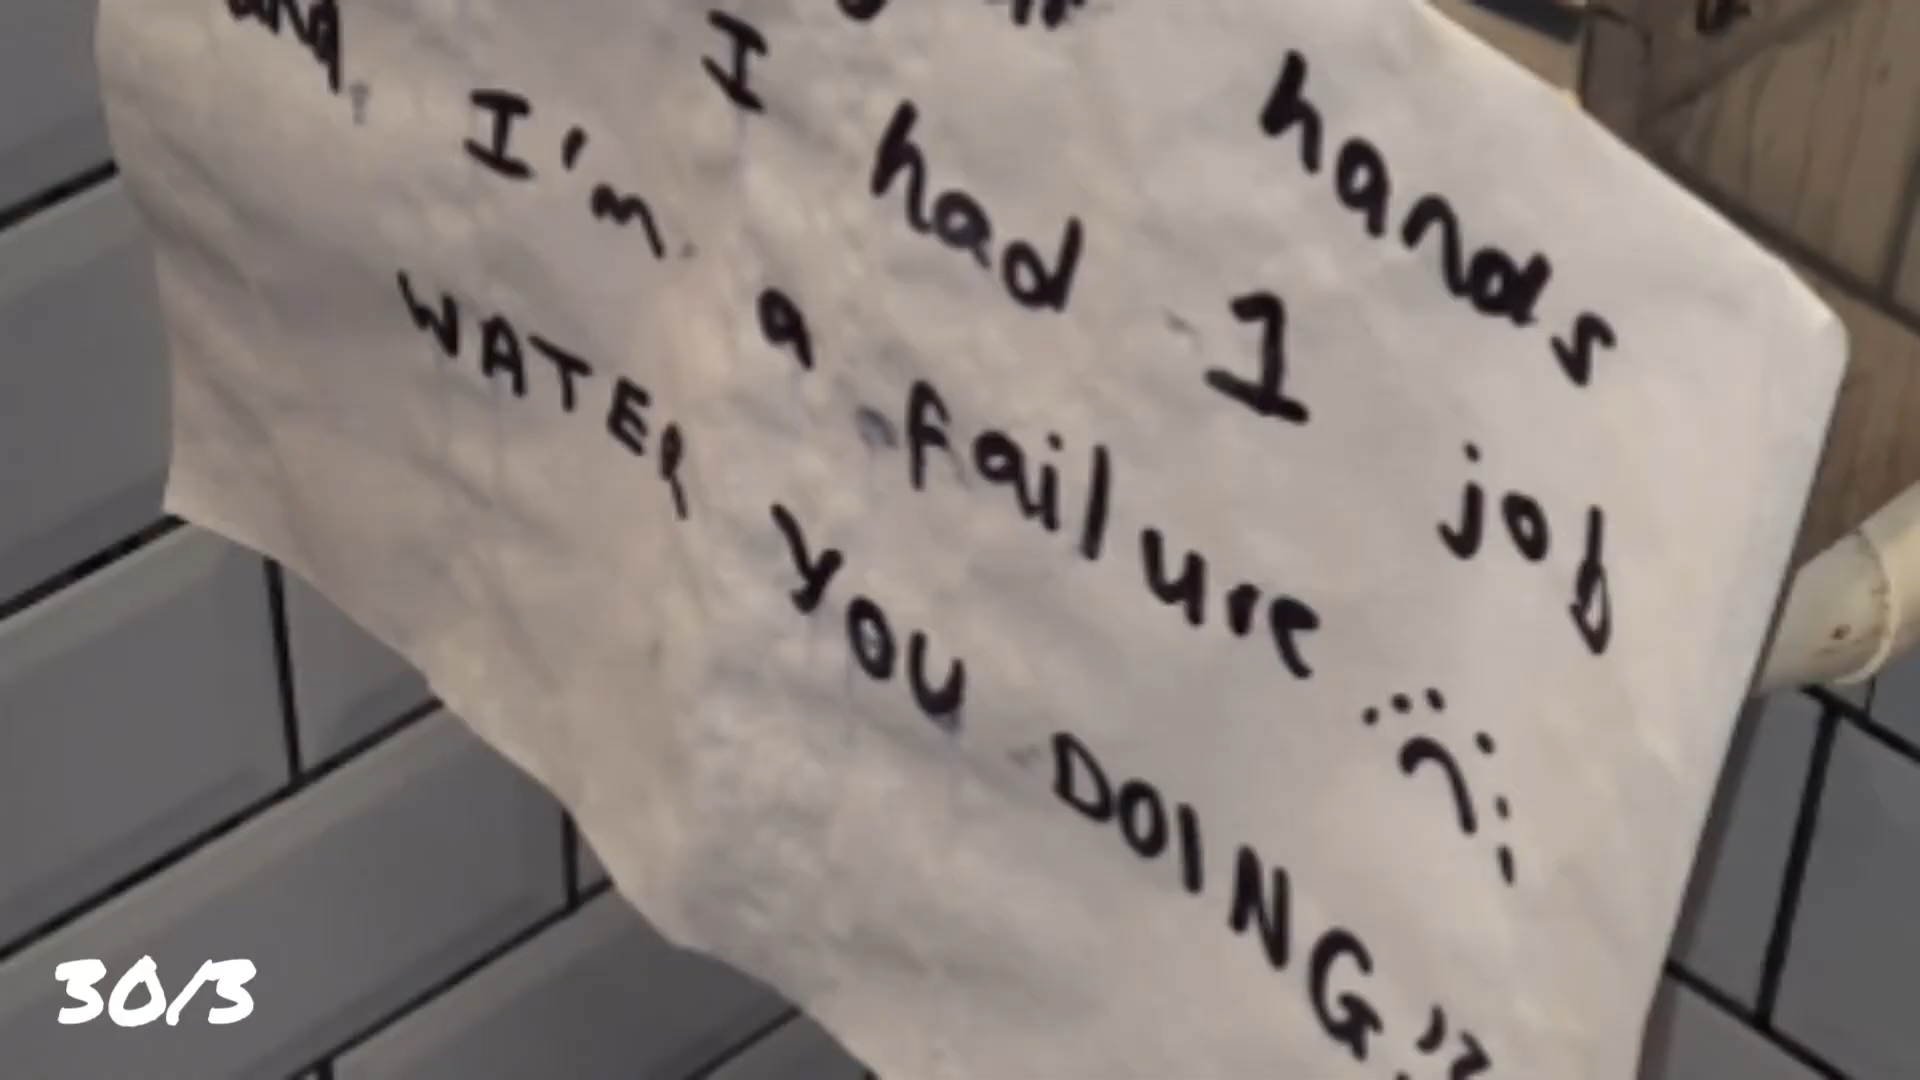 hands
I had 1 job
I'm a failure
WATER you DOING!?
30/3